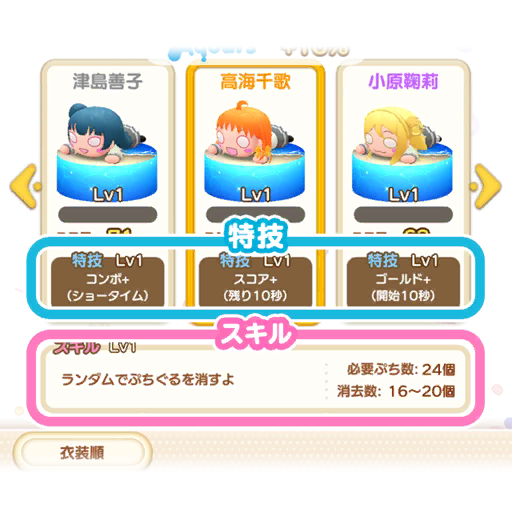 津島善子
高海千歌
小原鞠莉
Lv1
Lv1
Lv1
特技
特技 Lv1
コンボ+
(ショータイム)
特技 Lv1
スコア+
(残り10秒)
特技 Lv1
ゴールド+
(開始10秒)
スキル
スキル LV1
ランダムでぷちぐるを消すよ
必要ぷち数: 24個
消去数: 16〜20個
衣装順